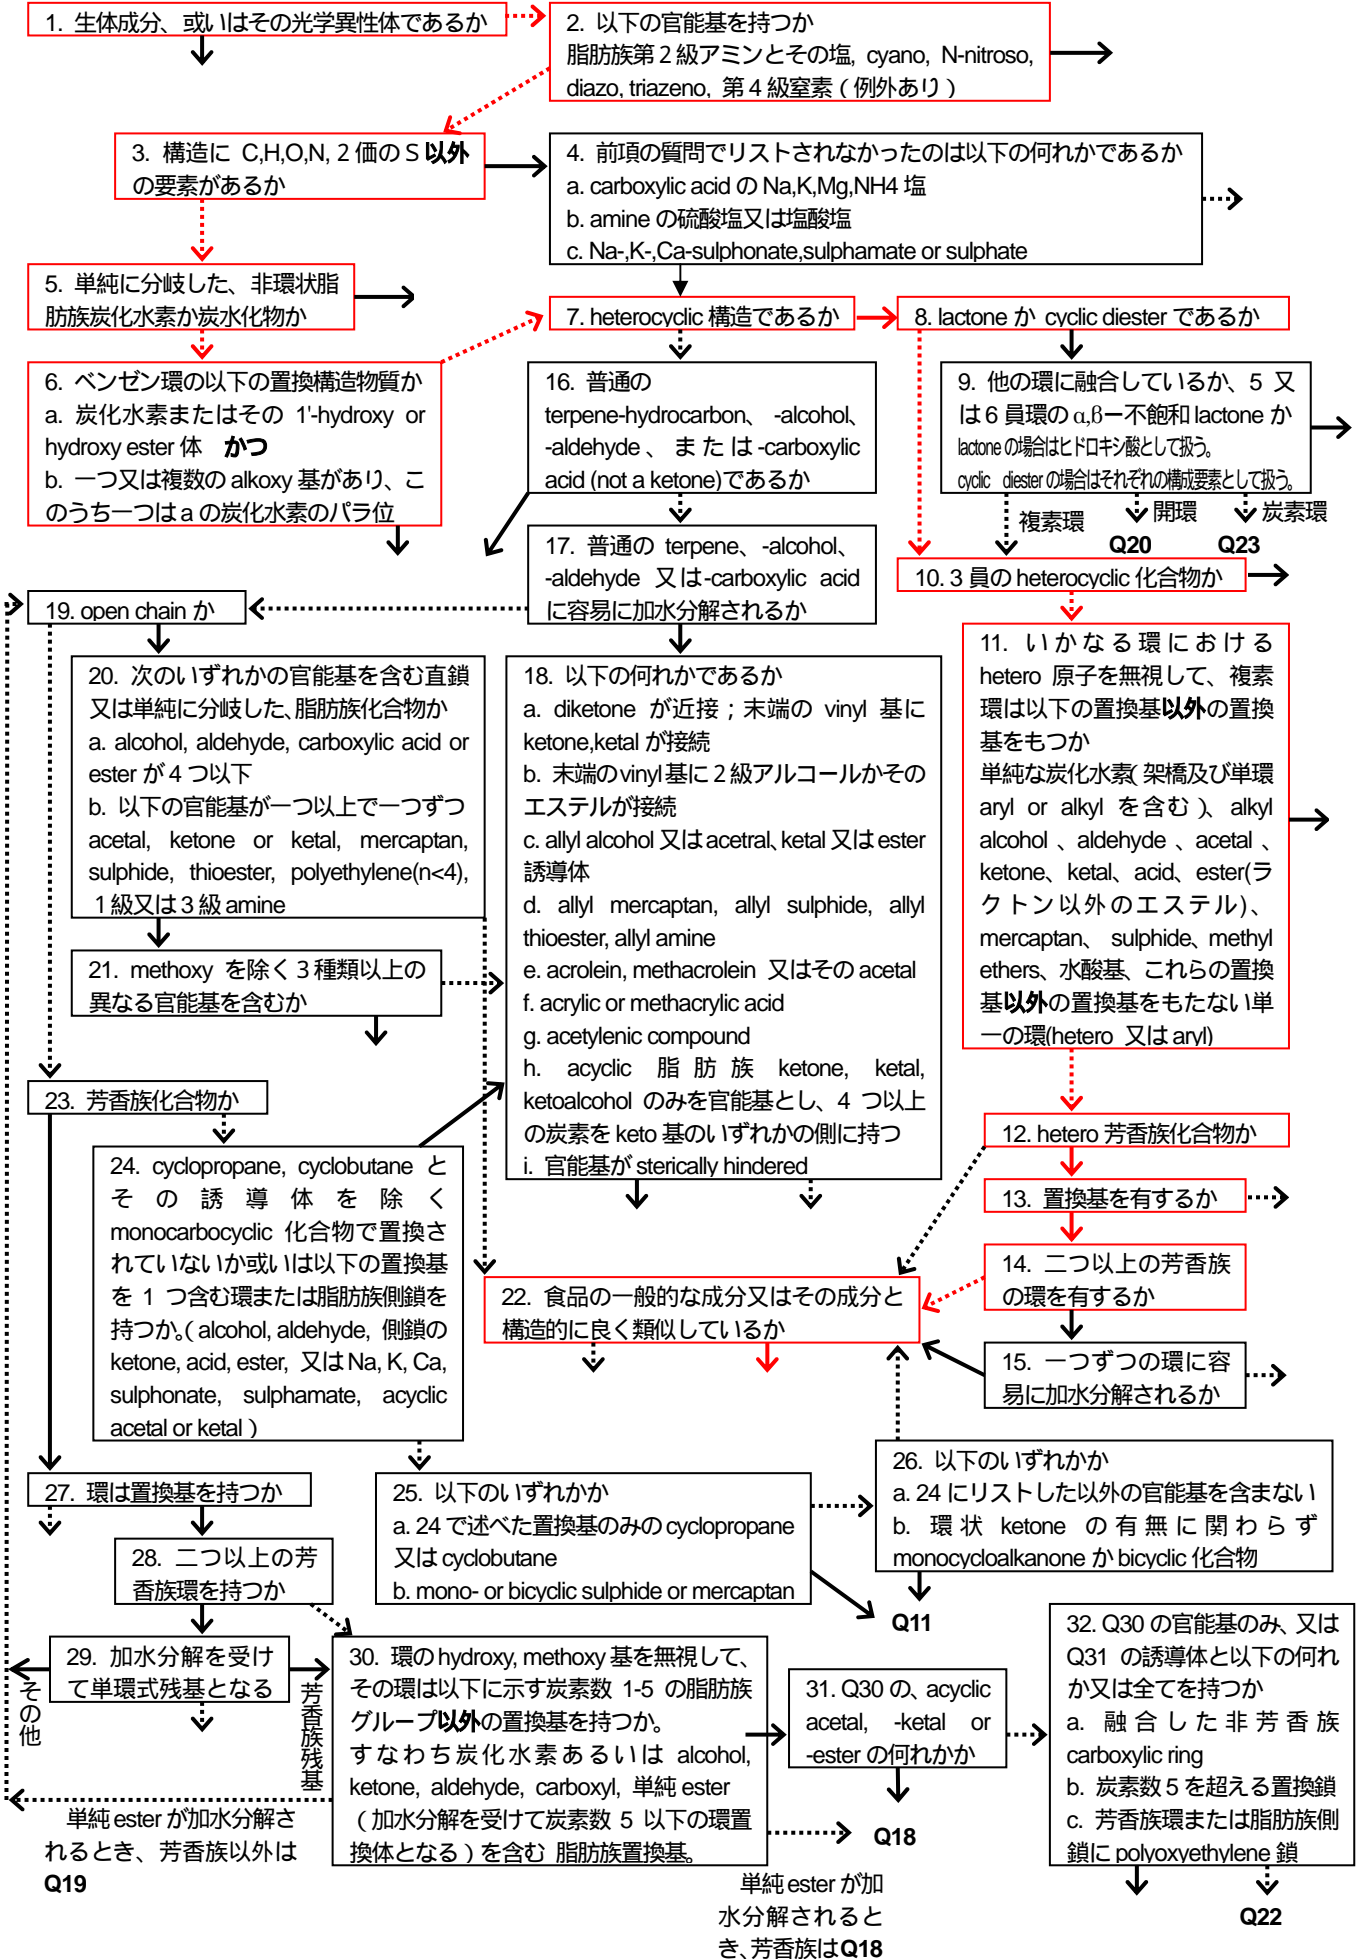 1. 生体成分、或いはその光学異性体であるか
2. 以下の官能基を持つか
脂肪族第2級アミンとその塩, cyano, N-nitroso,
diazo, triazeno, 第4級窒素（例外あり）
3. 構造に C,H,O,N, 2価のS以外
の要素があるか
4. 前項の質問でリストされなかったのは以下の何れかであるか
a. carboxylic acid の Na,K,Mg,NH4 塩
b. amine の硫酸塩又は塩酸塩
c. Na-,K-,Ca-sulphonate,sulphamate or sulphate
5. 単純に分岐した、非環状脂
肪族炭化水素か炭水化物か
6. ベンゼン環の以下の置換構造物質か
a. 炭化水素またはその 1'-hydroxy or
hydroxy ester 体 かつ
b. 一つ又は複数の alkoxy 基があり、こ
のうち一つは a の炭化水素のパラ位
7. heterocyclic 構造であるか
8. lactone か cyclic diester であるか
9. 他の環に融合しているか、5 又
は 6 員環の α,β－不飽和 lactone か
lactone の場合はヒドロキシ酸として扱う。
cyclic diester の場合はそれぞれの構成要素として扱う。
複素環
開環
炭素環
Q20
Q23
10. 3 員の heterocyclic 化合物か
11. いかなる環における
hetero 原子を無視して、複素
環は以下の置換基以外の置換
基をもつか
単純な炭化水素(架橋及び単環
aryl or alkyl を含む)、alkyl
alcohol、aldehyde、acetal、
ketone、ketal、acid、ester(ラ
クトン以外のエステル)、
mercaptan、 sulphide、methyl
ethers、水酸基、これらの置換
基以外の置換基をもたない単
一の環(hetero 又は aryl)
12. hetero 芳香族化合物か
13. 置換基を有するか
14. 二つ以上の芳香族
の環を有するか
15. 一つずつの環に容
易に加水分解されるか
16. 普通の
terpene-hydrocarbon、 -alcohol、
-aldehyde 、または-carboxylic
acid (not a ketone)であるか
17. 普通の terpene、-alcohol、
-aldehyde 又は-carboxylic acid
に容易に加水分解されるか
18. 以下の何れかであるか
a. diketone が近接；末端の vinyl 基に
ketone,ketal が接続
b. 末端のvinyl基に2級アルコールかその
エステルが接続
c. allyl alcohol 又は acetral、ketal 又は ester
誘導体
d. allyl mercaptan, allyl sulphide, allyl
thioester, allyl amine
e. acrolein, methacrolein 又はその acetal
f. acrylic or methacrylic acid
g. acetylenic compound
h. acyclic 脂肪族 ketone, ketal,
ketoalcohol のみを官能基とし、4 つ以上
の炭素を keto 基のいずれかの側に持つ
i. 官能基が sterically hindered
19. open chain か
20. 次のいずれかの官能基を含む直鎖
又は単純に分岐した、脂肪族化合物か
a. alcohol, aldehyde, carboxylic acid or
ester が 4 つ以下
b. 以下の官能基が一つ以上で一つずつ
acetal, ketone or ketal, mercaptan,
sulphide, thioester, polyethylene(n<4),
1級又は3級 amine
21. methoxy を除く3種類以上の
異なる官能基を含むか
22. 食品の一般的な成分又はその成分と
構造的に良く類似しているか
23. 芳香族化合物か
24. cyclopropane, cyclobutane と
その誘導体を除く
monocarbocyclic 化合物で置換さ
れていないか或いは以下の置換基
を 1 つ含む環または脂肪族側鎖を
持つか。(alcohol, aldehyde, 側鎖の
ketone, acid, ester, 又は Na, K, Ca,
sulphonate, sulphamate, acyclic
acetal or ketal)
25. 以下のいずれかか
a. 24 で述べた置換基のみの cyclopropane
又は cyclobutane
b. mono- or bicyclic sulphide or mercaptan
26. 以下のいずれかか
a. 24 にリストした以外の官能基を含まない
b. 環状 ketone の有無に関わらず
monocycloalkanone か bicyclic 化合物
Q11
27. 環は置換基を持つか
28. 二つ以上の芳
香族環を持つか
29. 加水分解を受け
て単環式残基となる
その他
芳香族残基
30. 環の hydroxy, methoxy 基を無視して、
その環は以下に示す炭素数 1-5 の脂肪族
グループ以外の置換基を持つか。
すなわち炭化水素あるいは alcohol,
ketone, aldehyde, carboxyl, 単純 ester
（加水分解を受けて炭素数 5 以下の環置
換体となる）を含む 脂肪族置換基。
31. Q30 の、acyclic
acetal, -ketal or
-ester の何れかか
Q18
32. Q30 の官能基のみ、又は
Q31 の誘導体と以下の何れ
か又は全てを持つか
a. 融合した非芳香族
carboxylic ring
b. 炭素数 5 を超える置換鎖
c. 芳香族環または脂肪族側
鎖に polyoxyethylene 鎖
Q22
単純 ester が加水分解さ
れるとき、芳香族以外は
Q19
単純 ester が加
水分解されると
き、芳香族は Q18